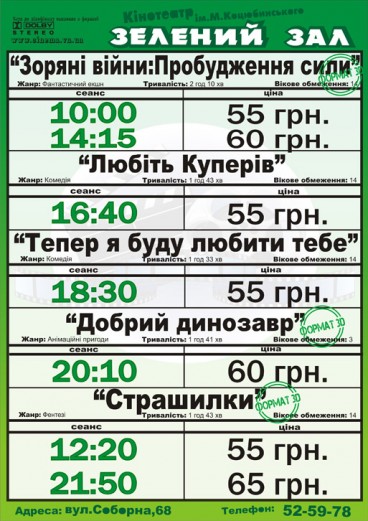 Кінотеатр ім.М.Коцюбинського
DOLBY
STEREO
www.cinema.vn.ua
ЗЕЛЕНИЙ ЗАЛ
“Зоряні війни:Пробудження сили”
ФОРМАТ 3D
Жанр: Фантастичний екшн Тривалість: 2 год 10 хв Вікове обмеження: 14
сеанс ціна
10:00 55 грн.
14:15 60 грн.
“Любіть Куперів”
Жанр: Комедія Тривалість: 1 год 43 хв Вікове обмеження: 14
сеанс ціна
16:40 55 грн.
“Тепер я буду любити тебе”
Жанр: Комедія Тривалість: 1 год 33 хв Вікове обмеження: 14
сеанс ціна
18:30 55 грн.
“Добрий динозавр”
ФОРМАТ 3D
Жанр: Анімаційні пригоди Тривалість: 1 год 41 хв Вікове обмеження: 3
сеанс ціна
20:10 60 грн.
“Страшилки”
ФОРМАТ 3D
Жанр: Фентезі Тривалість: 1 год 43 хв Вікове обмеження: 14
сеанс ціна
12:20 55 грн.
21:50 65 грн.
Адреса: вул.Соборна,68 Телефон: 52-59-78